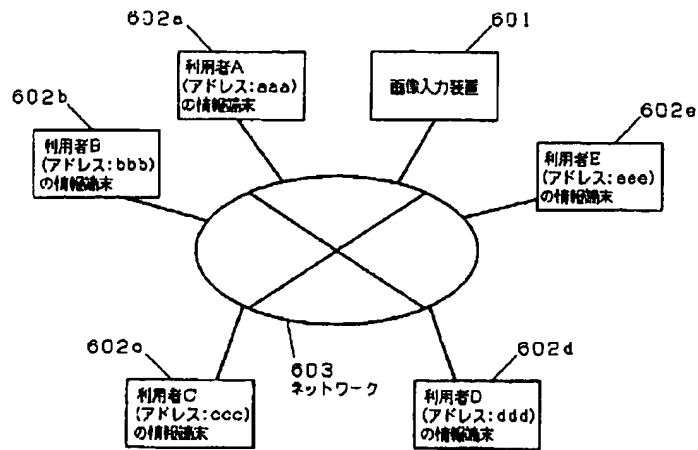 602a
601
利用者A
(アドレス:aaa)
の情報端末
画像入力装置
602b
602e
利用者B
(アドレス:bbb)
の情報端末
利用者E
(アドレス:eee)
の情報端末
602c
603
ネットワーク
602d
利用者C
(アドレス:ccc)
の情報端末
利用者D
(アドレス:ddd)
の情報端末